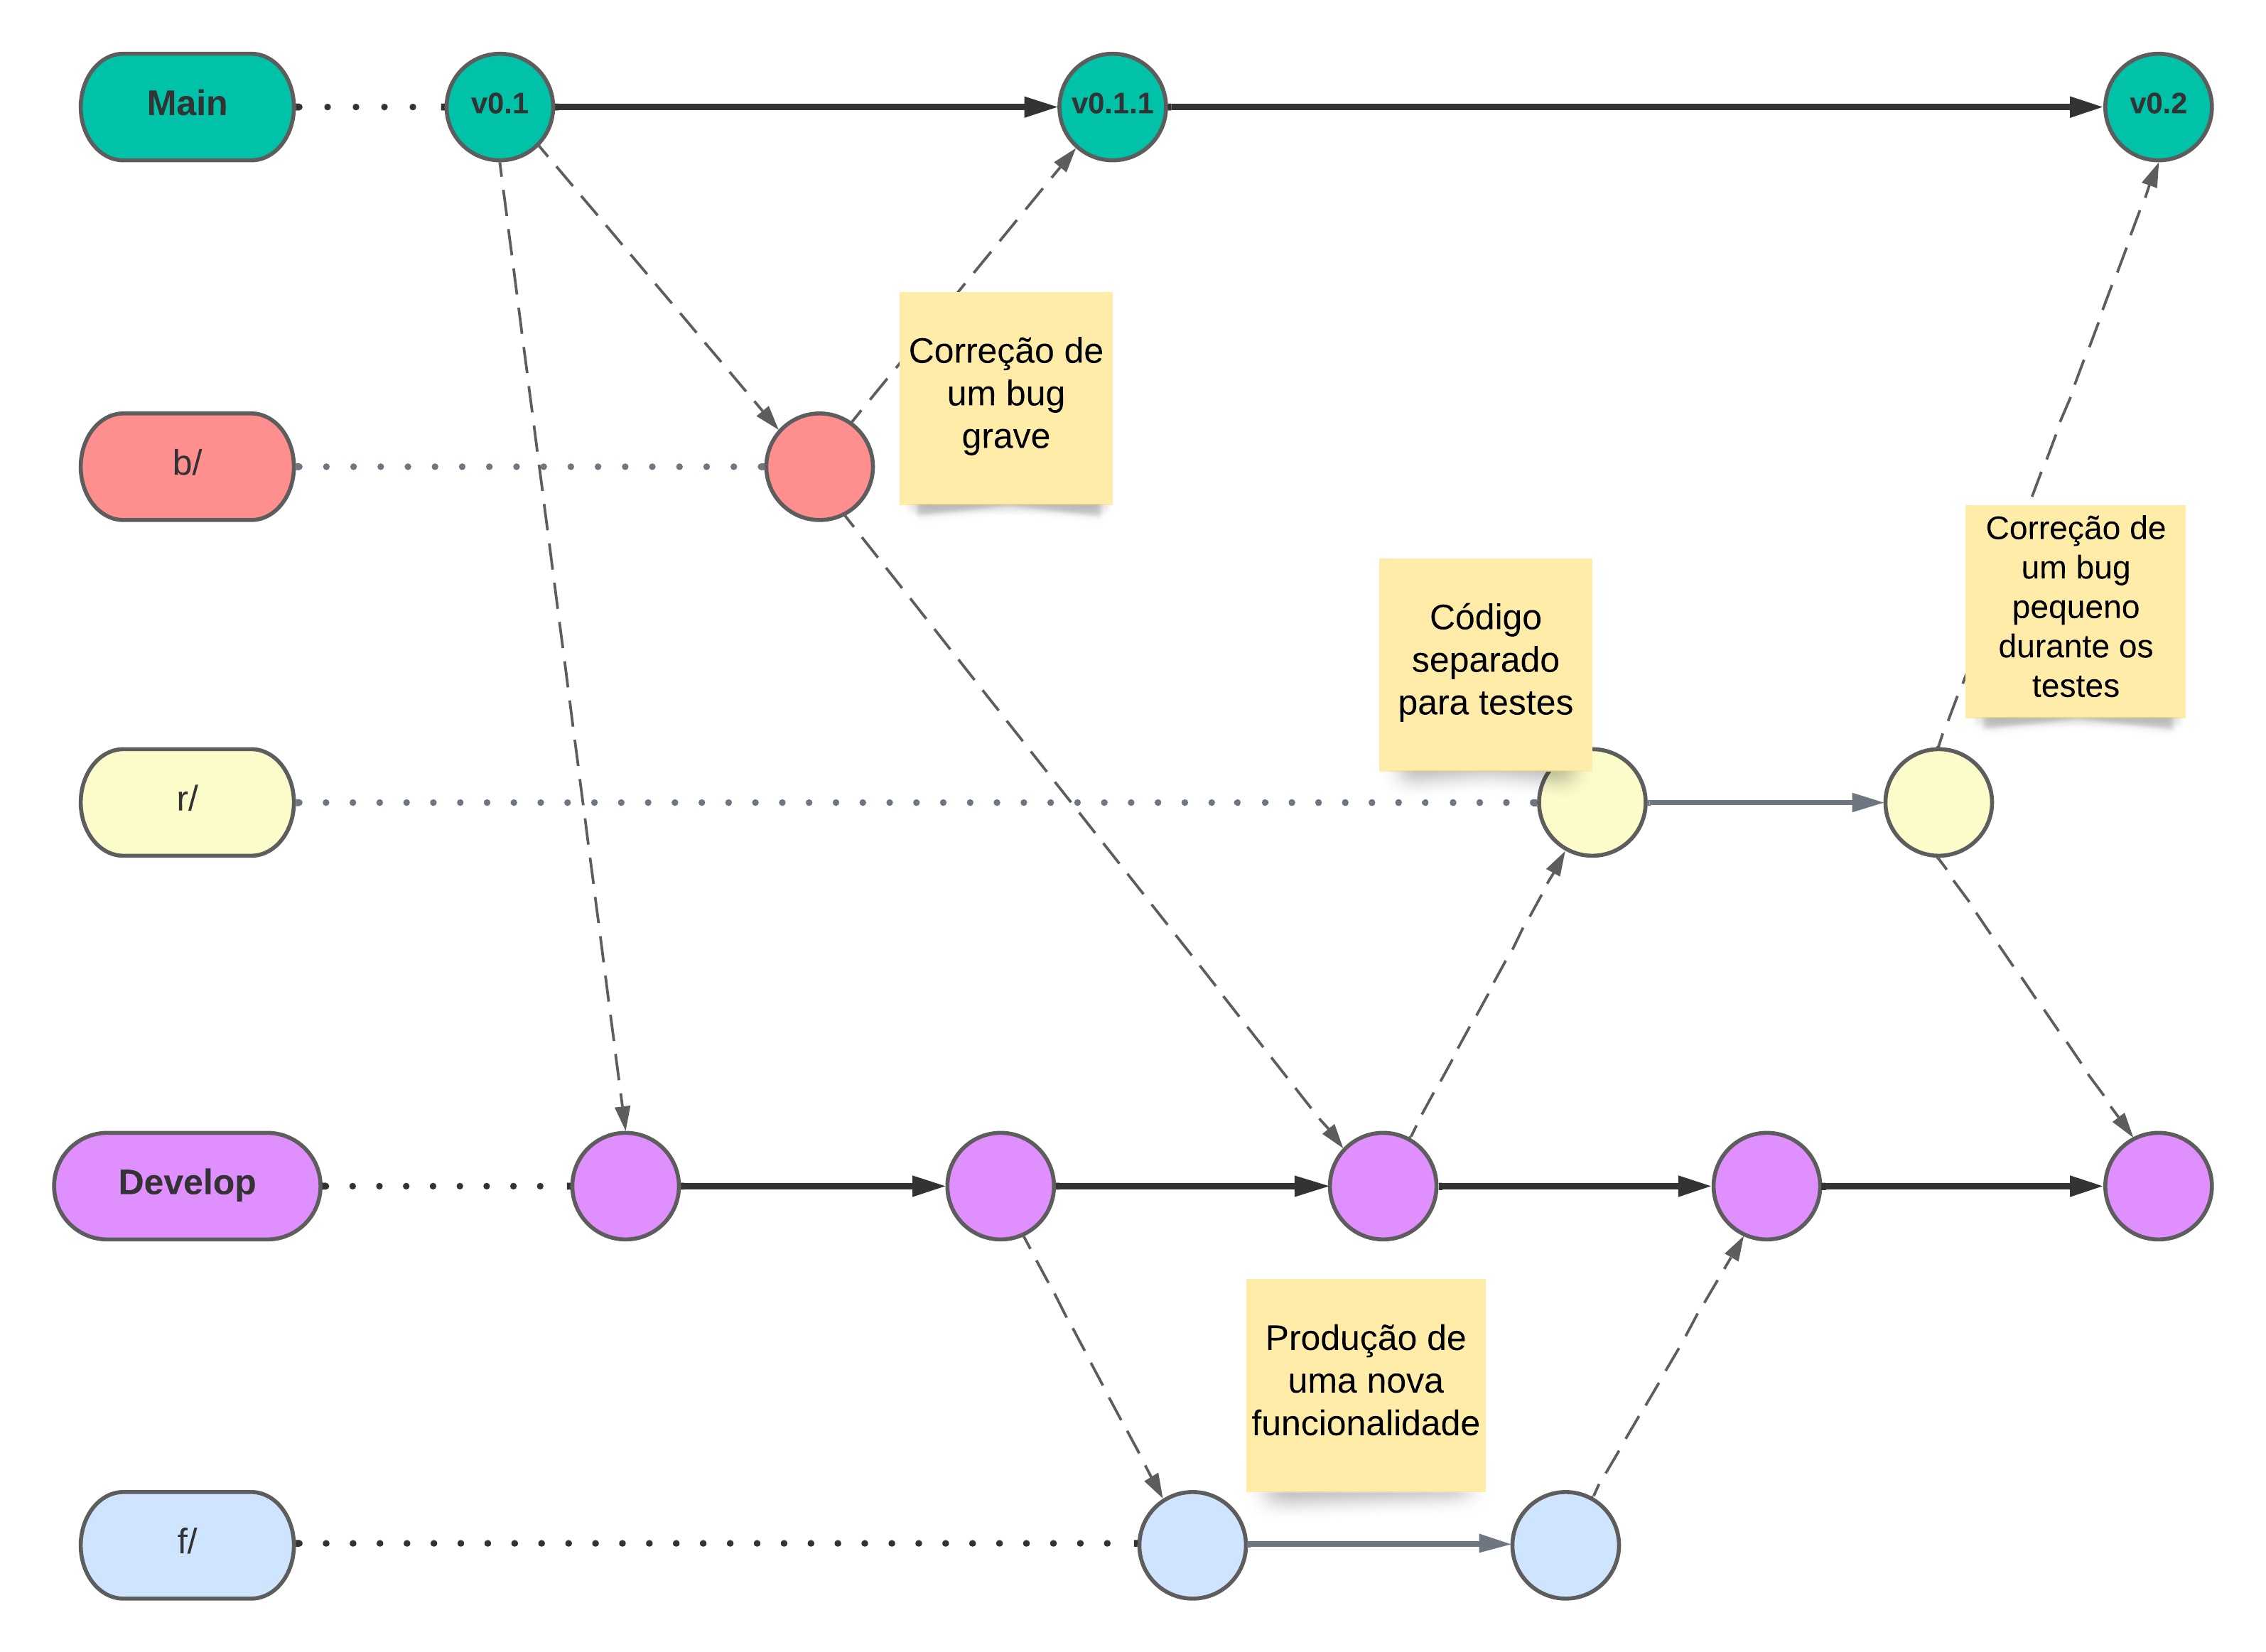 Main
v0.1
v0.1.1
v0.2
b/
Correção de
um bug
grave
Correção de
um bug
pequeno
durante os
testes
Código
separado
para testes
r/
Develop
Produção de
uma nova
funcionalidade
f/